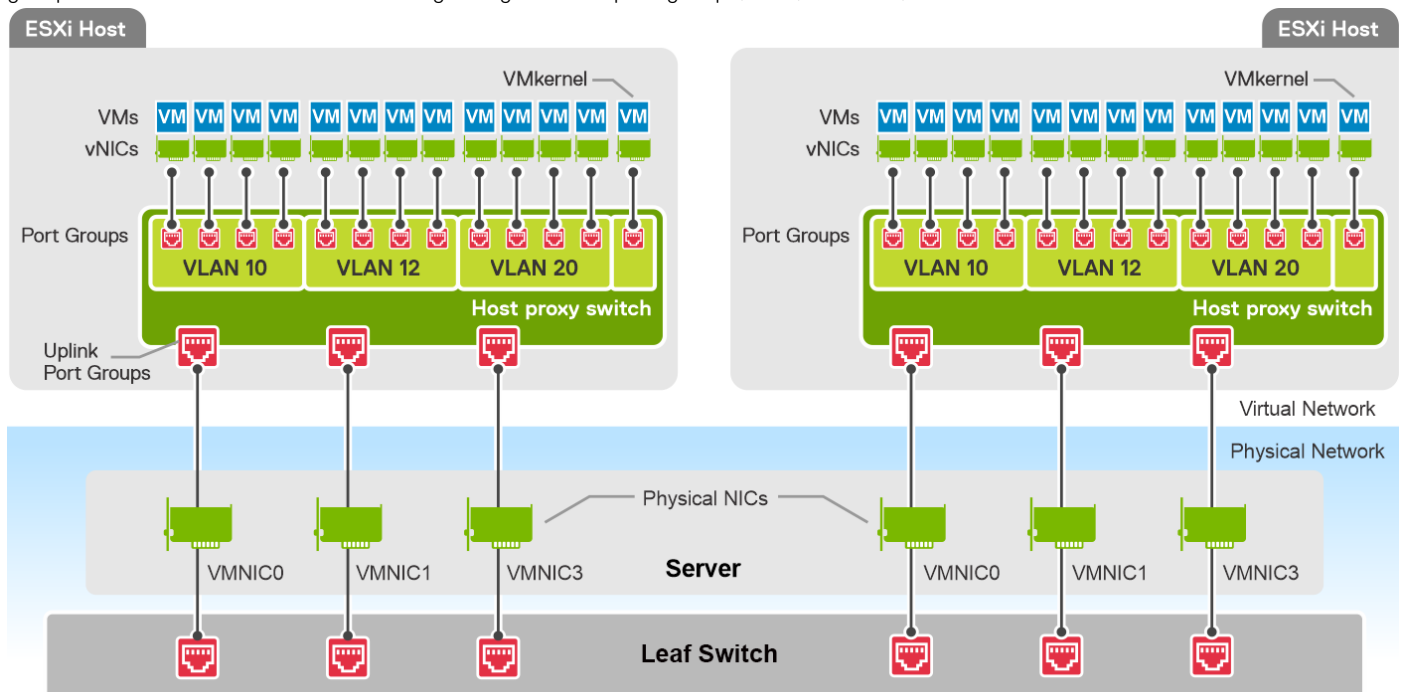 ESXi Host ESXi Host
VMkernel VMkernel
VMs VM VM VM VM VM VM VM VM VM VM VM VM VM VMs VM VM VM VM VM VM VM VM VM VM VM VM VM
vNICs vNICs
Port Groups Port Groups
VLAN 10 VLAN 12 VLAN 20 VLAN 10 VLAN 12 VLAN 20
Host proxy switch Host proxy switch
Uplink
Port Groups
Virtual Network
Physical Network
Physical NICs
VMNIC0 VMNIC1 VMNIC3 Server VMNIC0 VMNIC1 VMNIC3
Leaf Switch